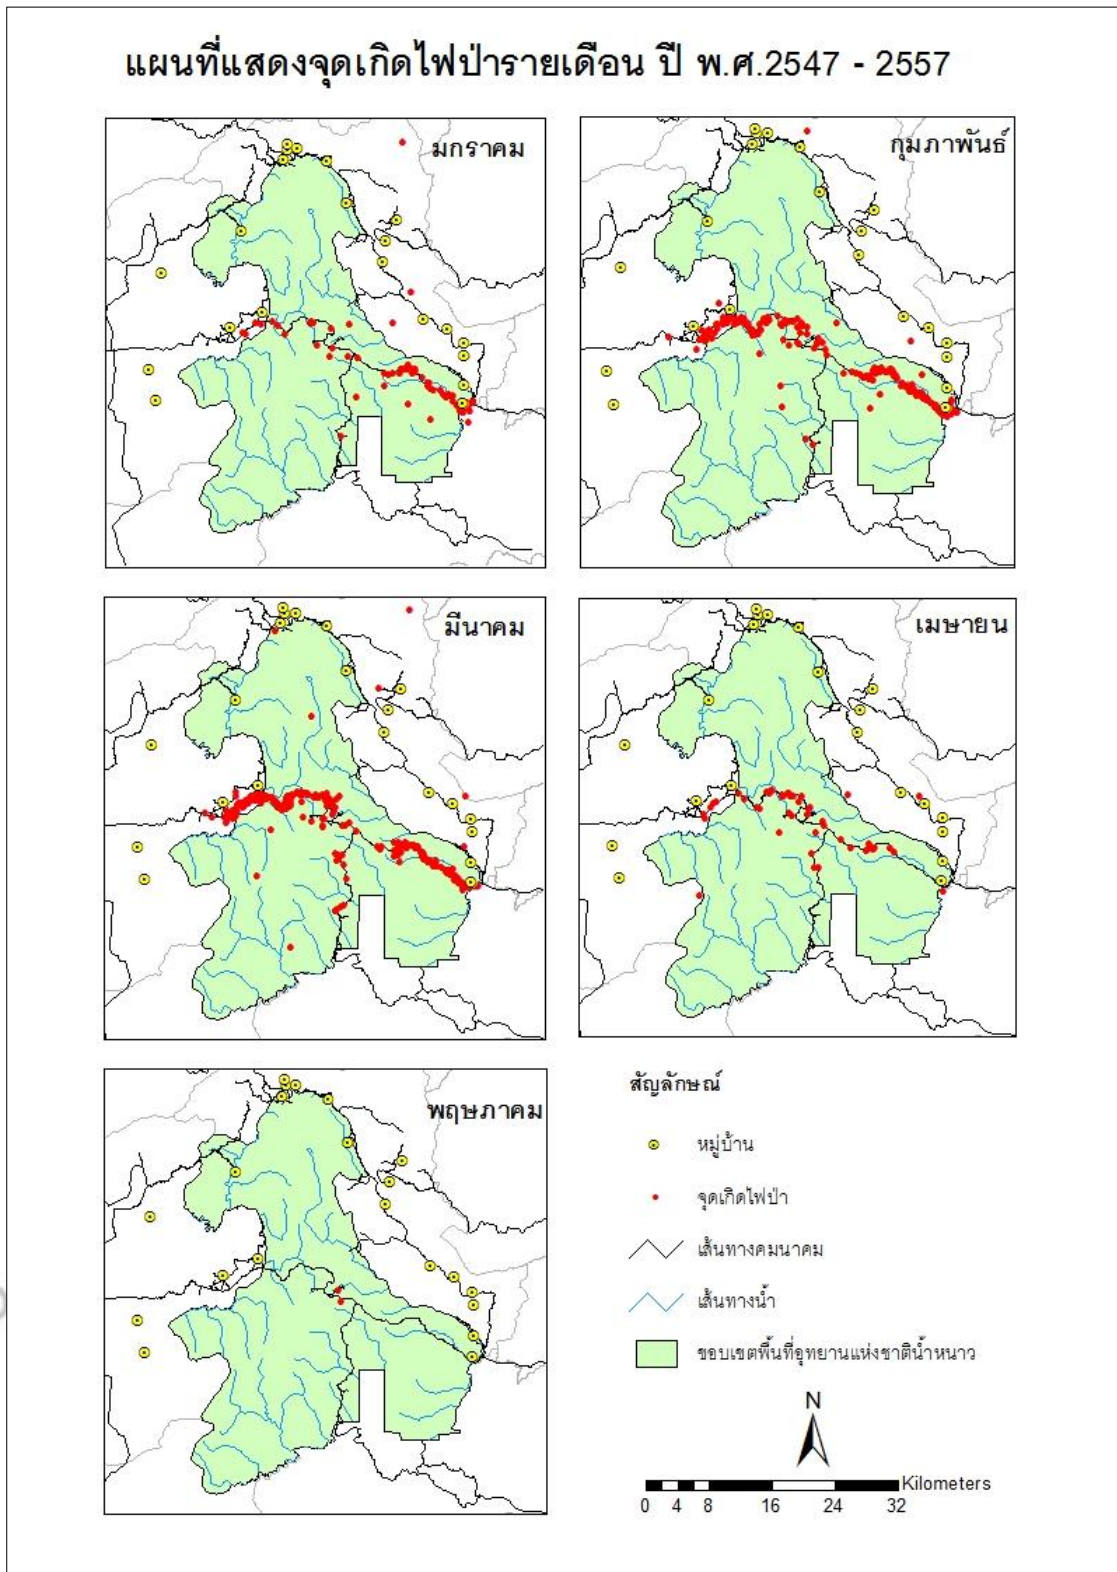 แผนที่แสดงจุดเกิดไฟป่ารายเดือน ปี พ.ศ.2547 - 2557
มกราคม
กุมภาพันธ์
มีนาคม
เมษายน
พฤษภาคม
สัญลักษณ์
หมู่บ้าน
จุดเกิดไฟป่า
เส้นทางคมนาคม
เส้นทางน้ำ
ขอบเขตพื้นที่อุทยานแห่งชาติน้ำหนาว
N
Kilometers
0 4 8 16 24 32